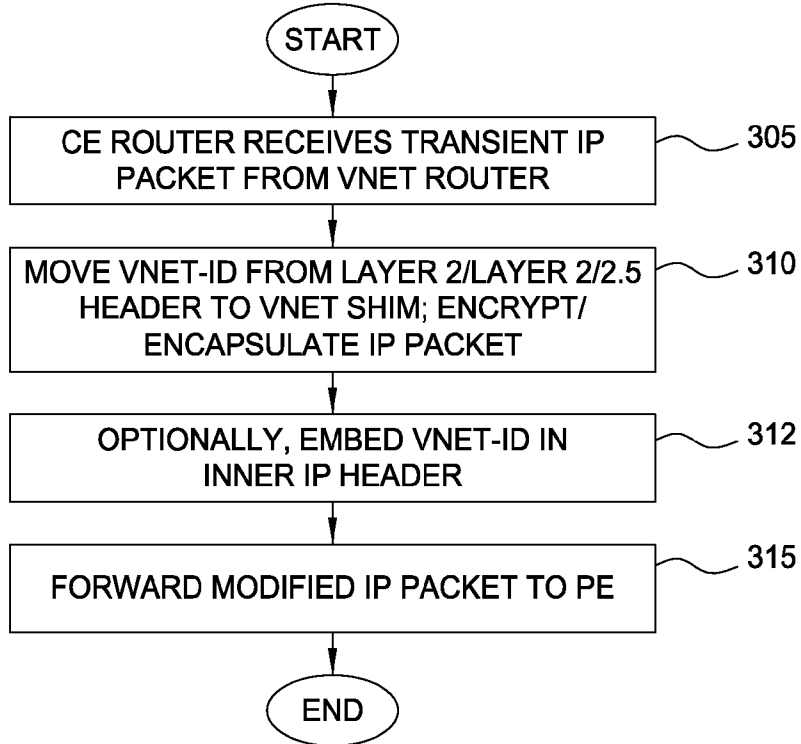 START
CE ROUTER RECEIVES TRANSIENT IP
PACKET FROM VNET ROUTER
305
MOVE VNET-ID FROM LAYER 2/LAYER 2/2.5
HEADER TO VNET SHIM; ENCRYPT/
ENCAPSULATE IP PACKET
310
OPTIONALLY, EMBED VNET-ID IN
INNER IP HEADER
312
FORWARD MODIFIED IP PACKET TO PE
315
END